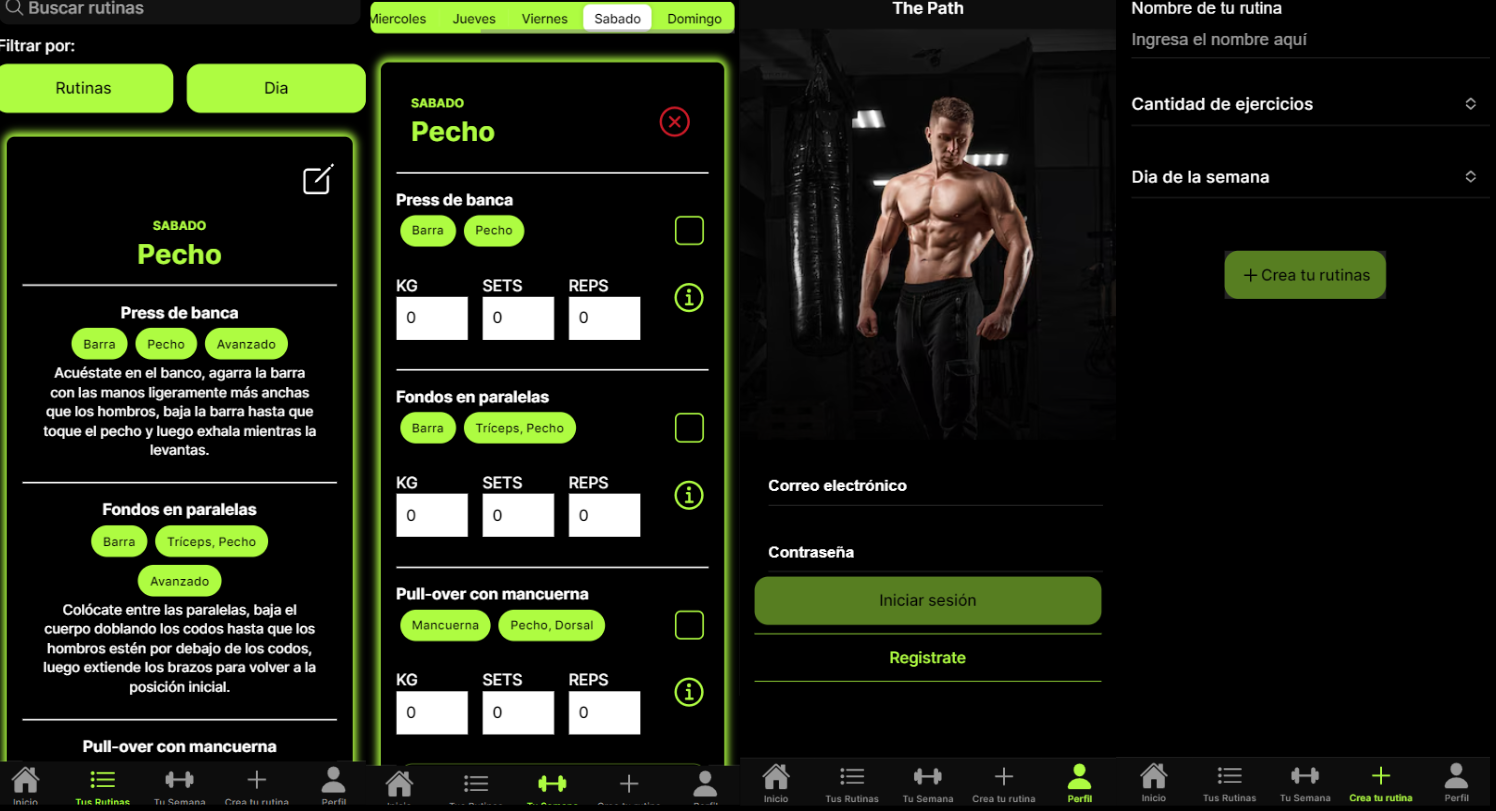 Buscar rutinas
Filtrar por:
Rutinas
Dia
SABADO
Pecho
Press de banca
Barra
Pecho
Avanzado
Acuéstate en el banco, agarra la barra
con las manos ligeramente más anchas
que los hombros, baja la barra hasta que
toque el pecho y luego exhala mientras la
levantas.
Fondos en paralelas
Barra
Tríceps, Pecho
Avanzado
Colócate entre las paralelas, baja el
cuerpo doblando los codos hasta que los
hombros estén por debajo de los codos,
luego extiende los brazos para volver a la
posición inicial.
Pull-over con mancuerna
Inicio
Tus Rutinas
Tu Semana
Crea tu rutina
Perfil
Miercoles
Jueves
Viernes
Sabado
Domingo
SABADO
Pecho
Press de banca
Barra
Pecho
KG
SETS
REPS
0
0
0
Fondos en paralelas
Barra
Tríceps, Pecho
KG
SETS
REPS
0
0
0
Pull-over con mancuerna
Mancuerna
Pecho, Dorsal
KG
SETS
REPS
0
0
0
Inicio
Tus Rutinas
Tu Semana
Crea tu rutina
Perfil
The Path
Correo electrónico
Contraseña
Iniciar sesión
Registrate
Inicio
Tus Rutinas
Tu Semana
Crea tu rutina
Perfil
Nombre de tu rutina
Ingresa el nombre aquí
Cantidad de ejercicios
Dia de la semana
+ Crea tu rutinas
Inicio
Tus Rutinas
Tu Semana
Crea tu rutina
Perfil